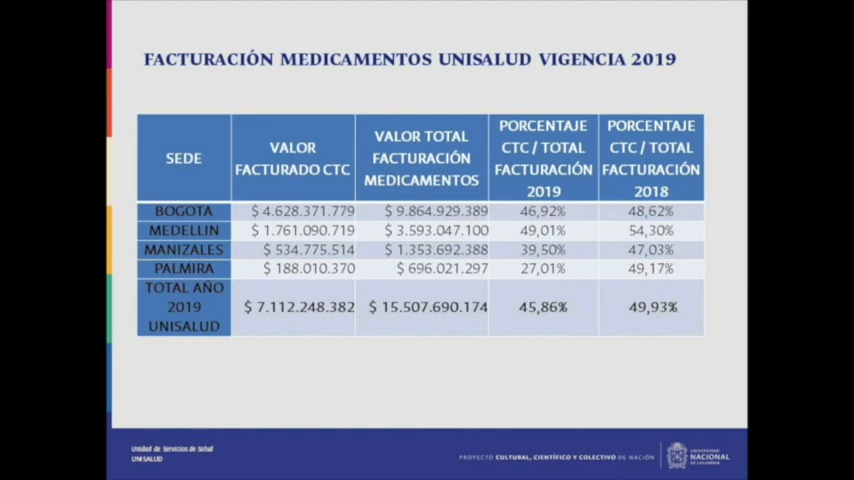 FACTURACIÓN MEDICAMENTOS UNISALUD VIGENCIA 2019
SEDE
VALOR
FACTURADO CTC
VALOR TOTAL
FACTURACIÓN
MEDICAMENTOS
PORCENTAJE
CTC / TOTAL
FACTURACIÓN
2019
PORCENTAJE
CTC / TOTAL
FACTURACIÓN
2018
BOGOTA $ 4.628.371.779 $ 9.864.929.389 46,92% 48,62%
MEDELLIN $ 1.761.090.719 $ 3.593.047.100 49,01% 54,30%
MANIZALES $ 534.775.514 $ 1.353.692.388 39,50% 47,03%
PALMIRA $ 188.010.370 $ 696.021.297 27,01% 49,17%
TOTAL AÑO
2019
UNISALUD
$ 7.112.248.382 $ 15.507.690.174 45,86% 49,93%
Unidad de Servicios de Salud
UNISALUD
PROYECTO CULTURAL, CIENTÍFICO Y COLECTIVO DE NACIÓN
UNIVERSIDAD
NACIONAL
DE COLOMBIA